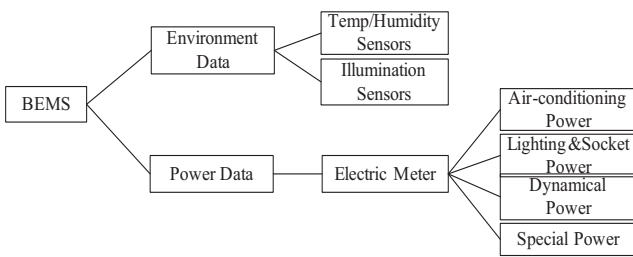 BEMS
Environment
Data
Temp/Humidity
Sensors
Illumination
Sensors
Power Data
Electric Meter
Air-conditioning
Power
Lighting&Socket
Power
Dynamical
Power
Special Power